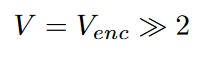 V = V_{enc} ≫ 2